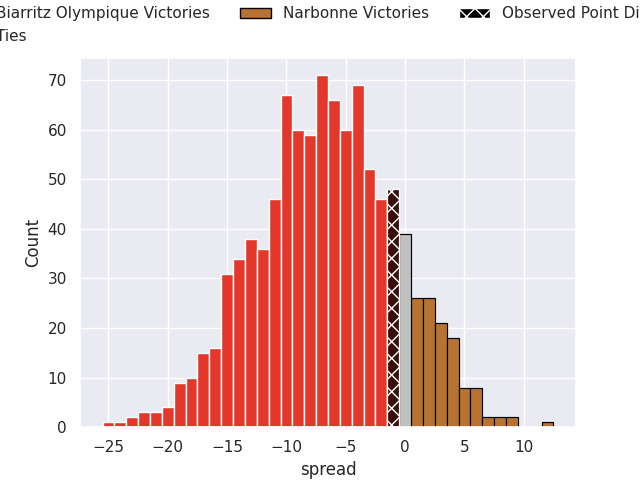 Biarritz Olympique Victories Narbonne Victories Observed Point Di
Ties
70
60
50
40
30
20
10
0
Count
−25 −20 −15 −10 −5 0 5 10
spread